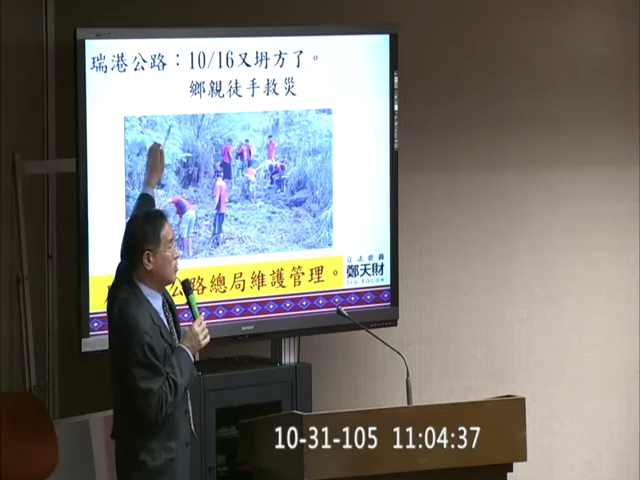 瑞港公路：10/16又坍方了。
鄉親徒手救災
公路總局維護管理。
立法委員
鄭天財
Sra Kacaw
10-31-105 11:04:37